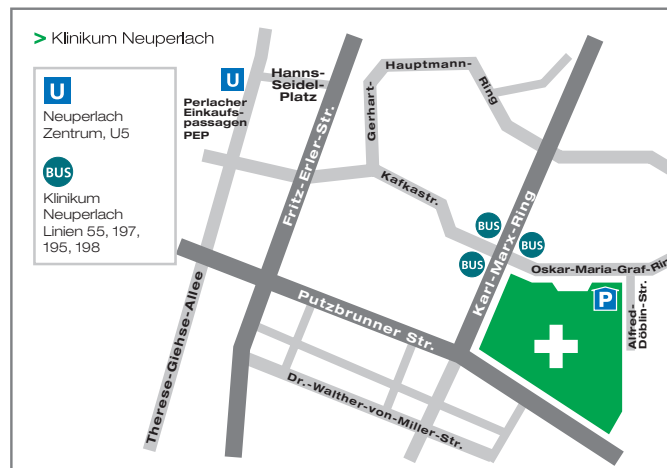 > Klinikum Neuperlach
U
Neuperlach
Zentrum, U5
BUS
Klinikum
Neuperlach
Linien 55, 197,
195, 198
U
Perlacher
Einkaufs-
passagen
PEP
Hanns-
Seidel-
Platz
Fritz-Erler-Str.
Gerhart-
Hauptmann-
Ring
Kafkastr.
Karl-Marx-Ring
BUS
BUS
BUS
Oskar-Maria-Graf-Rin
P
Alfred-
Döblin-Str.
Putzbrunner Str.
Dr.-Walther-von-Miller-Str.
Therese-Giehse-Allee